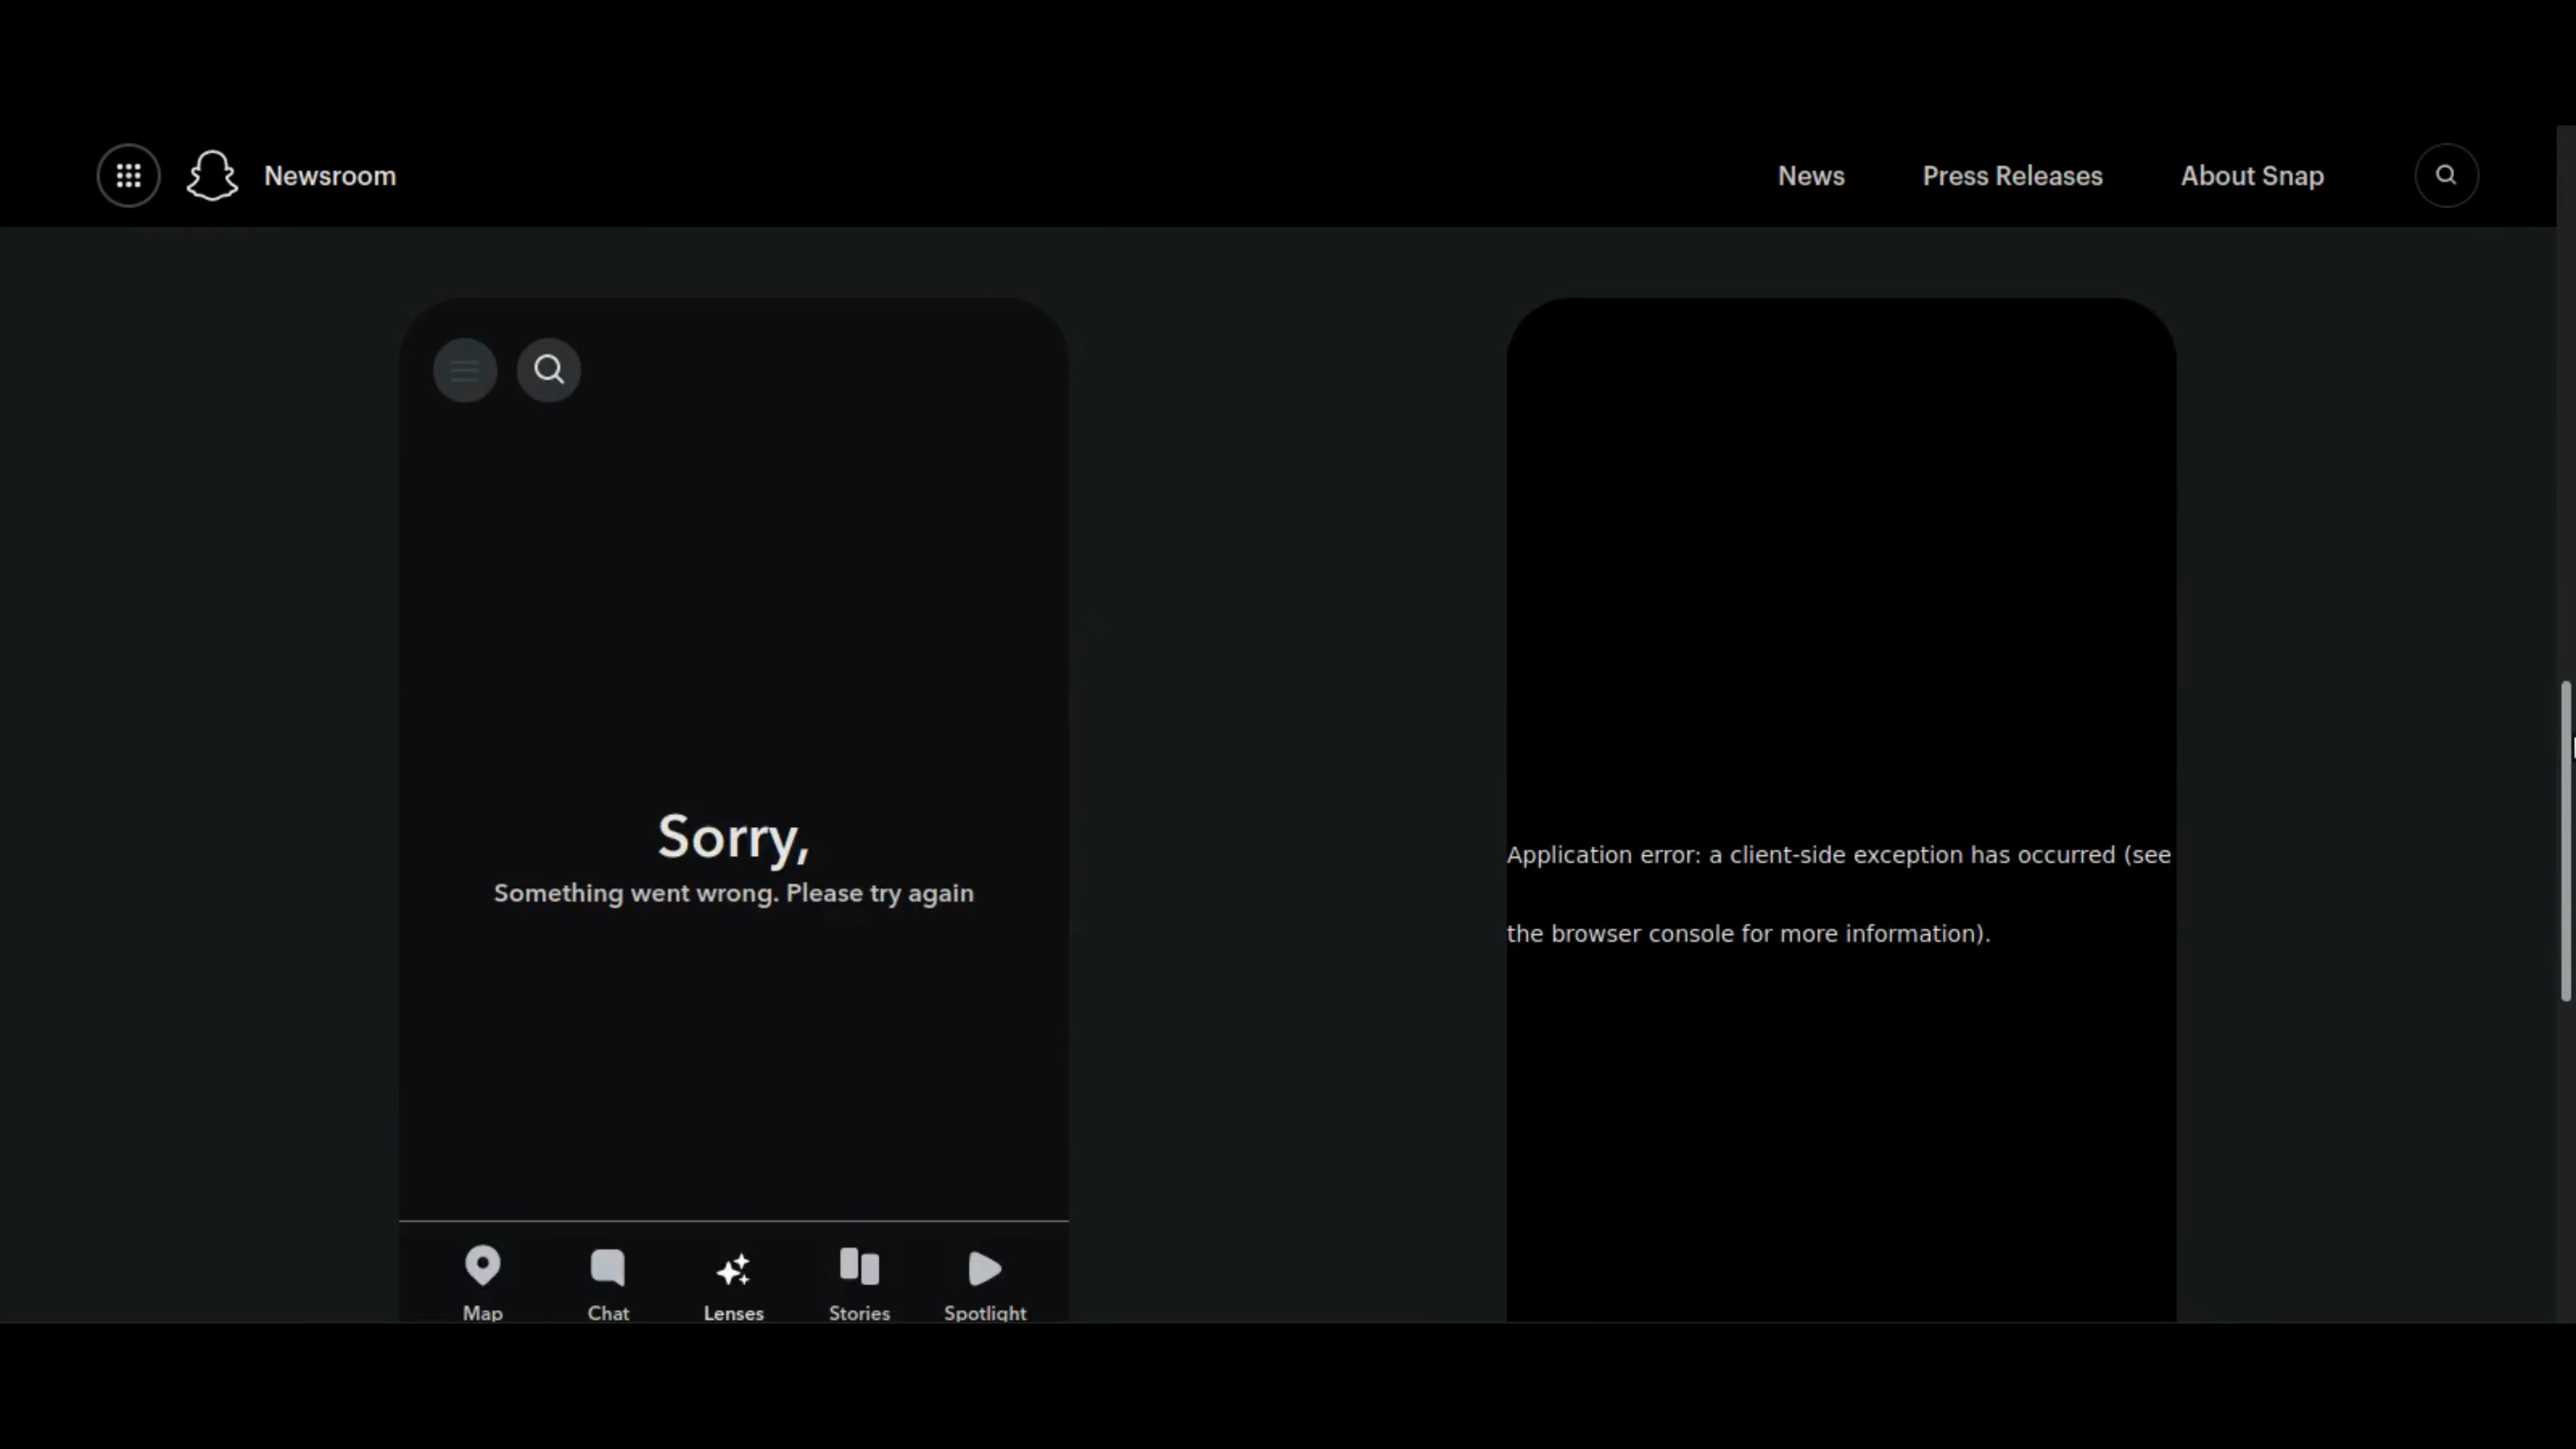 Newsroom
News
Press Releases
About Snap
Sorry,
Something went wrong. Please try again
Map
Chat
Lenses
Stories
Spotlight
Application error: a client-side exception has occurred (see
the browser console for more information).